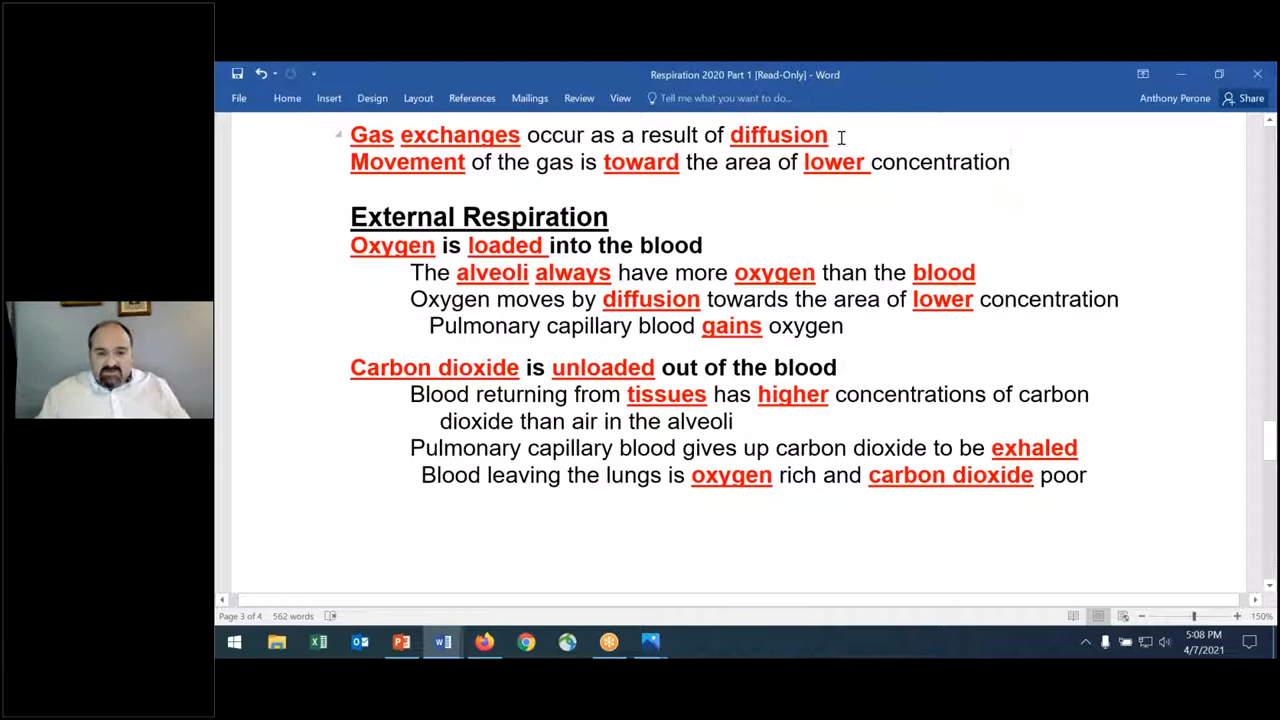 Respiration 2020 Part 1 [Read-Only] - Word
File Home Insert Design Layout References Mailings Review View Tell me what you want to do... Anthony Perone Share
Gas exchanges occur as a result of diffusion
Movement of the gas is toward the area of lower concentration
External Respiration
Oxygen is loaded into the blood
The alveoli always have more oxygen than the blood
Oxygen moves by diffusion towards the area of lower concentration
Pulmonary capillary blood gains oxygen
Carbon dioxide is unloaded out of the blood
Blood returning from tissues has higher concentrations of carbon
dioxide than air in the alveoli
Pulmonary capillary blood gives up carbon dioxide to be exhaled
Blood leaving the lungs is oxygen rich and carbon dioxide poor
Page 3 of 4 562 words 150%
5:08 PM
4/7/2021